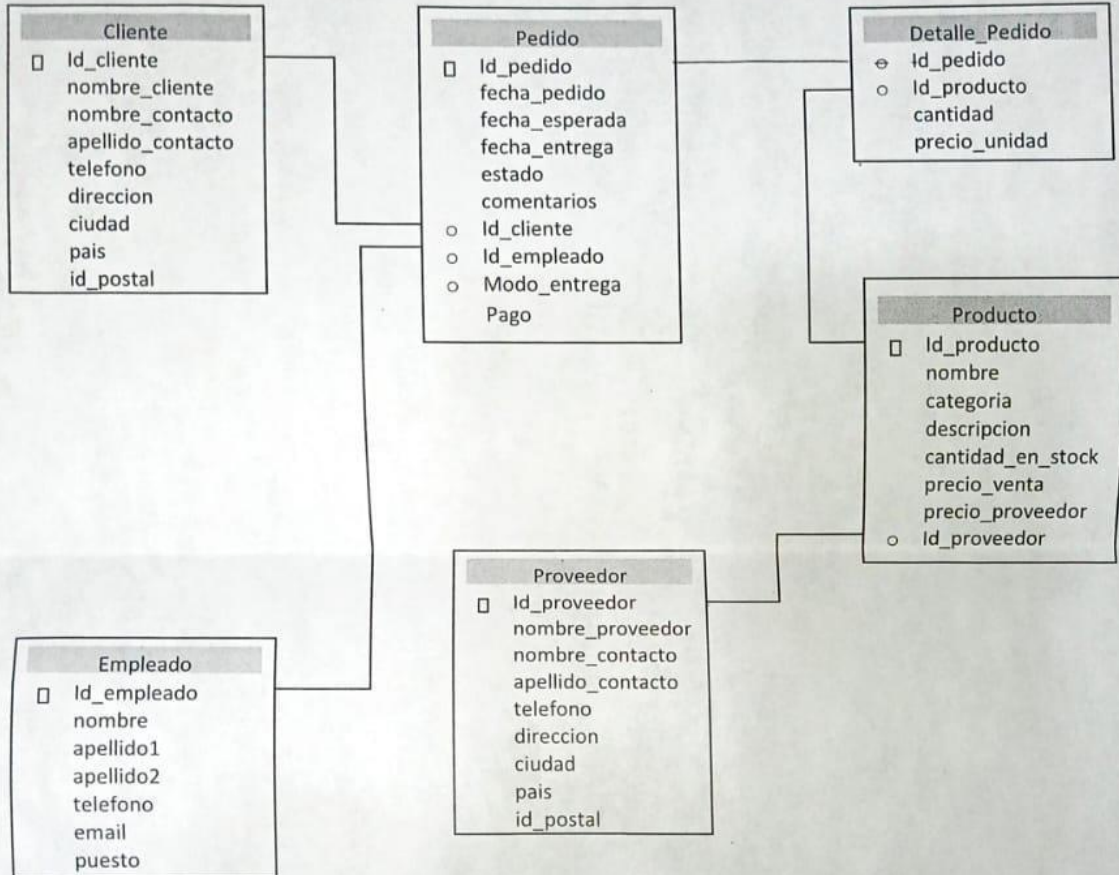 Cliente
Id_cliente
nombre_cliente
nombre_contacto
apellido_contacto
telefono
direccion
ciudad
pais
id_postal
Pedido
Id_pedido
fecha_pedido
fecha_esperada
fecha_entrega
estado
comentarios
Id_cliente
Id_empleado
Modo_entrega
Pago
Detalle_Pedido
Id_pedido
Id_producto
cantidad
precio_unidad
Producto
Id_producto
nombre
categoria
descripcion
cantidad_en_stock
precio_venta
precio_proveedor
Id_proveedor
Proveedor
Id_proveedor
nombre_proveedor
nombre_contacto
apellido_contacto
telefono
direccion
ciudad
pais
id_postal
Empleado
Id_empleado
nombre
apellido1
apellido2
telefono
email
puesto